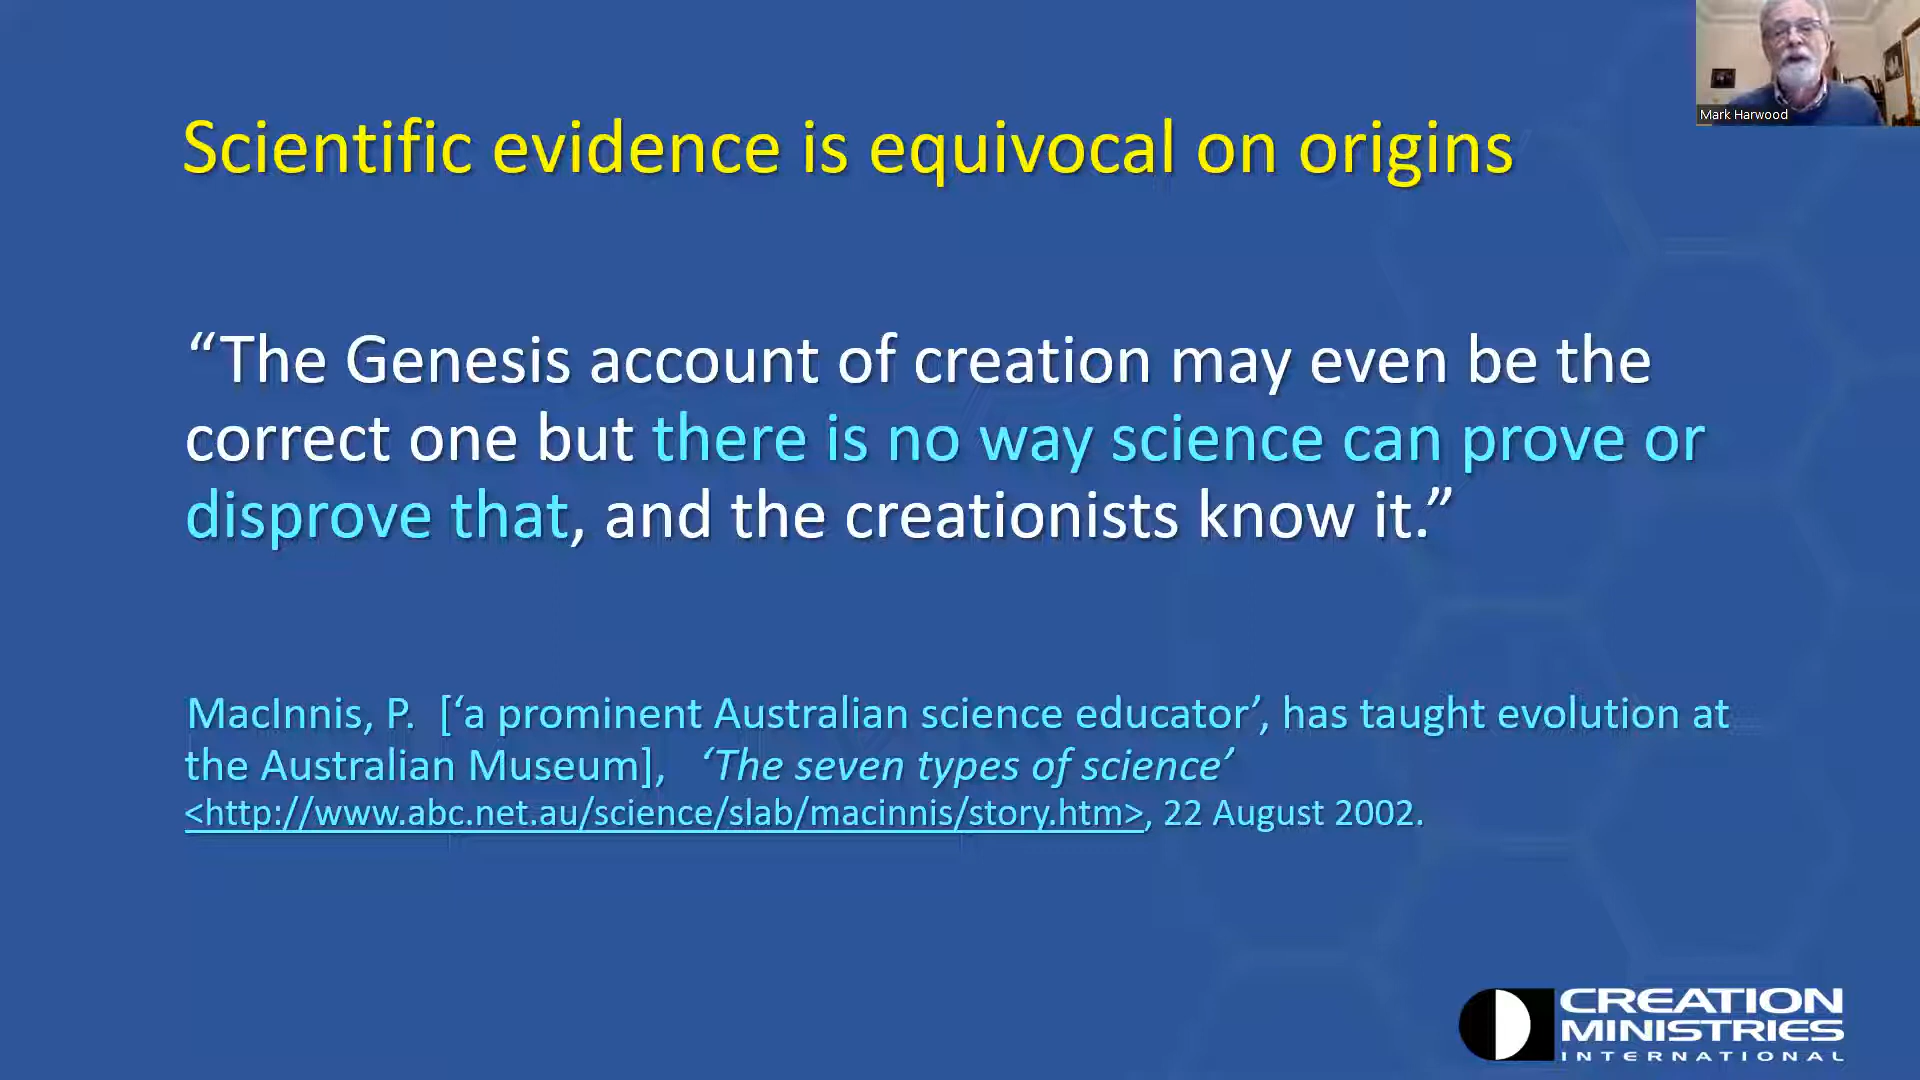 Mark Harwood
Scientific evidence is equivocal on origins
“The Genesis account of creation may even be the
correct one but there is no way science can prove or
disprove that, and the creationists know it.”
MacInnis, P. [‘a prominent Australian science educator’, has taught evolution at
the Australian Museum], ‘The seven types of science’
<http://www.abc.net.au/science/slab/macinnis/story.htm>, 22 August 2002.
CREATION
MINISTRIES
INTERNATIONAL